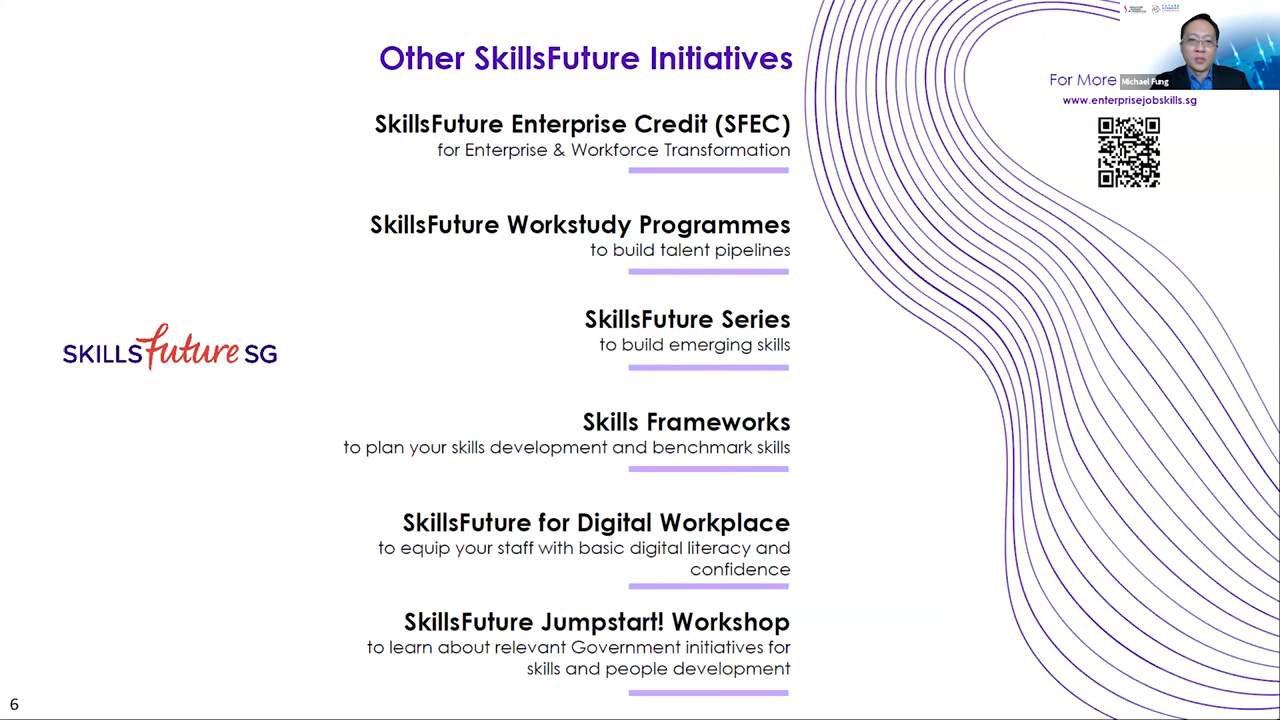 Other SkillsFuture Initiatives
For More
Michael Fung
www.enterprisejobskills.sg
SkillsFuture Enterprise Credit (SFEC)
for Enterprise & Workforce Transformation
SkillsFuture Workstudy Programmes
to build talent pipelines
SkillsFuture Series
to build emerging skills
SKILLS future SG
Skills Frameworks
to plan your skills development and benchmark skills
SkillsFuture for Digital Workplace
to equip your staff with basic digital literacy and
confidence
SkillsFuture Jumpstart! Workshop
to learn about relevant Government initiatives for
skills and people development
6